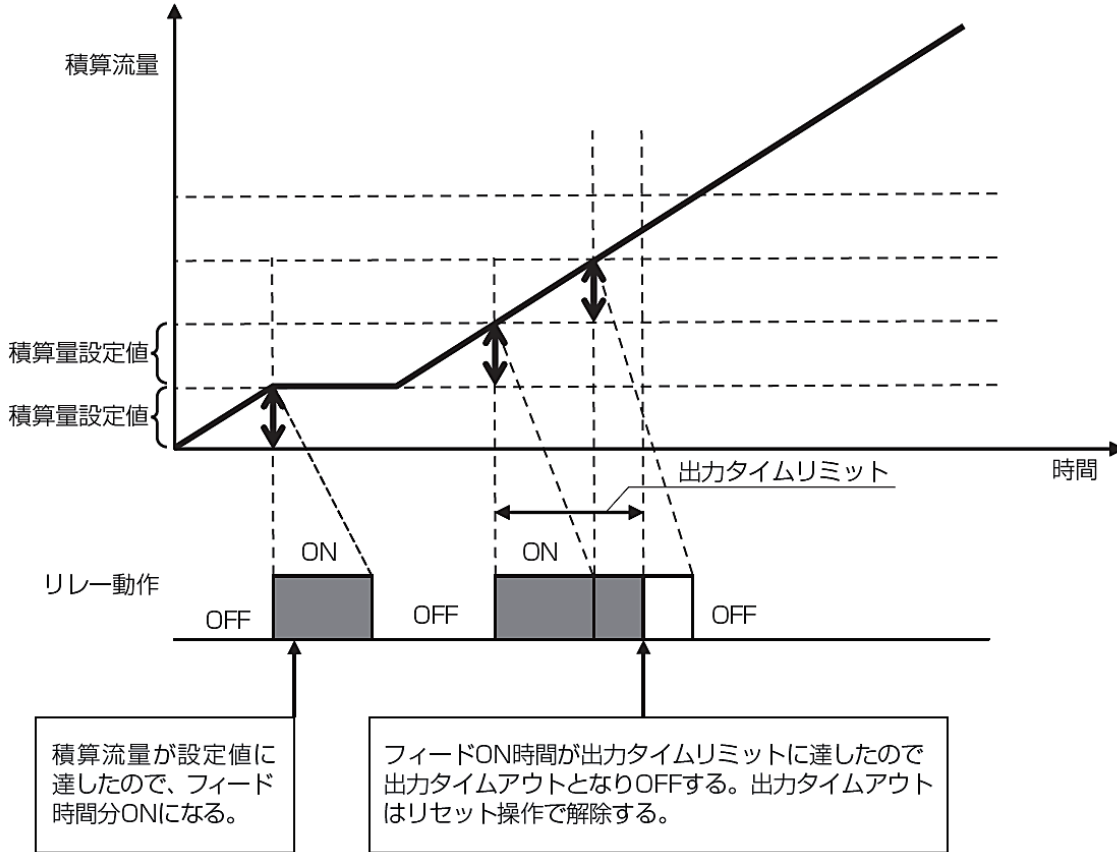 積算流量
積算量設定値
積算量設定値
時間
出力タイムリミット
ON
ON
リレー動作
OFF
OFF
OFF
積算流量が設定値に
達したので、フィード
時間分ONになる。
フィードON時間が出力タイムリミットに達したので
出力タイムアウトとなりOFFする。出力タイムアウト
はリセット操作で解除する。